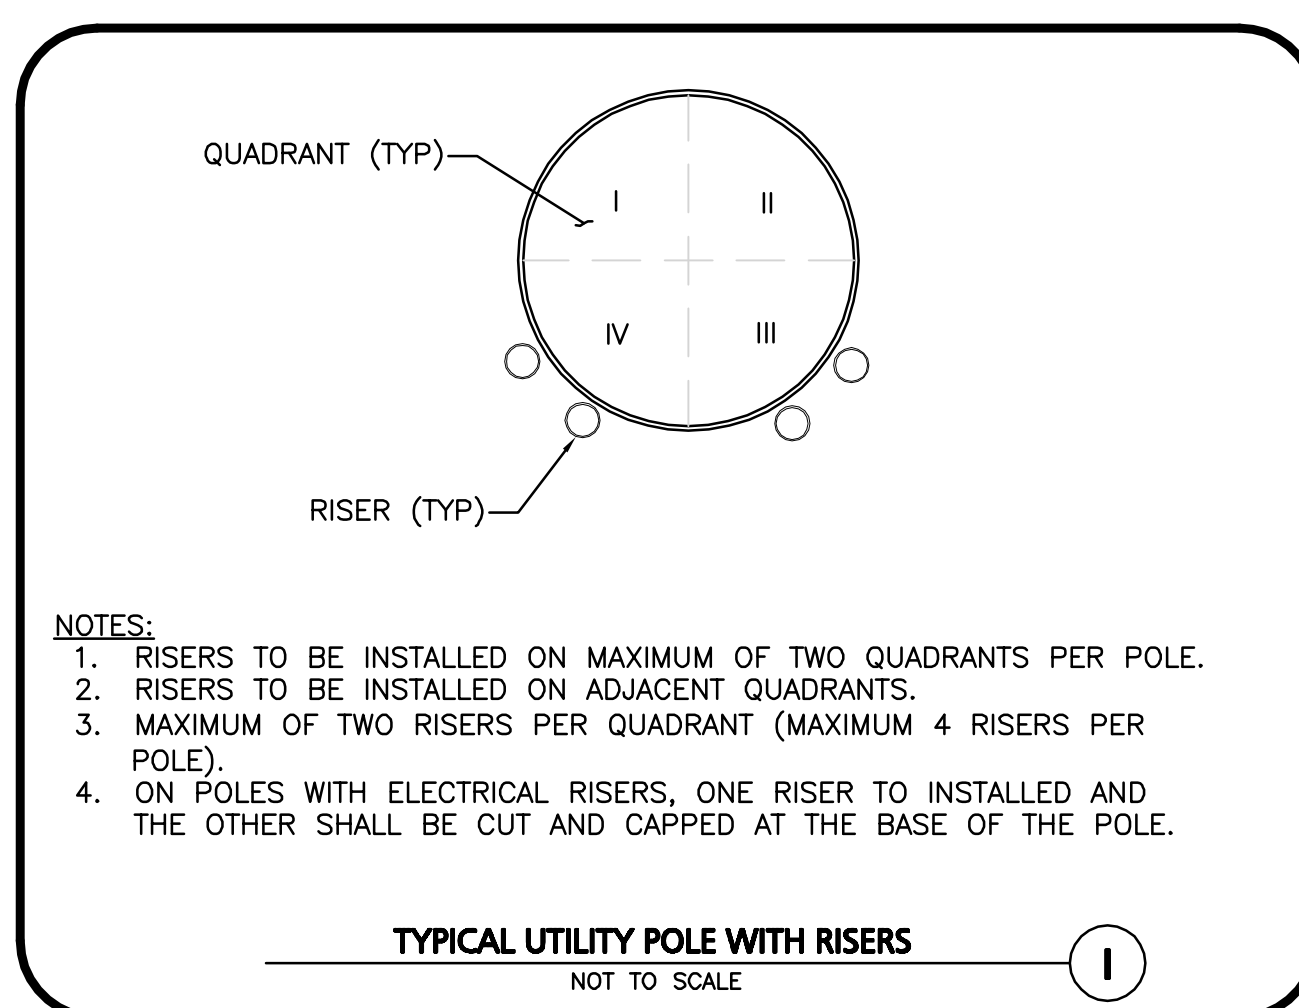 QUADRANT (TYP)
I
II
IV
III
RISER (TYP)
NOTES:
1. RISERS TO BE INSTALLED ON MAXIMUM OF TWO QUADRANTS PER POLE.
2. RISERS TO BE INSTALLED ON ADJACENT QUADRANTS.
3. MAXIMUM OF TWO RISERS PER QUADRANT (MAXIMUM 4 RISERS PER
POLE).
4. ON POLES WITH ELECTRICAL RISERS, ONE RISER TO INSTALLED AND
THE OTHER SHALL BE CUT AND CAPPED AT THE BASE OF THE POLE.
TYPICAL UTILITY POLE WITH RISERS
NOT TO SCALE
I